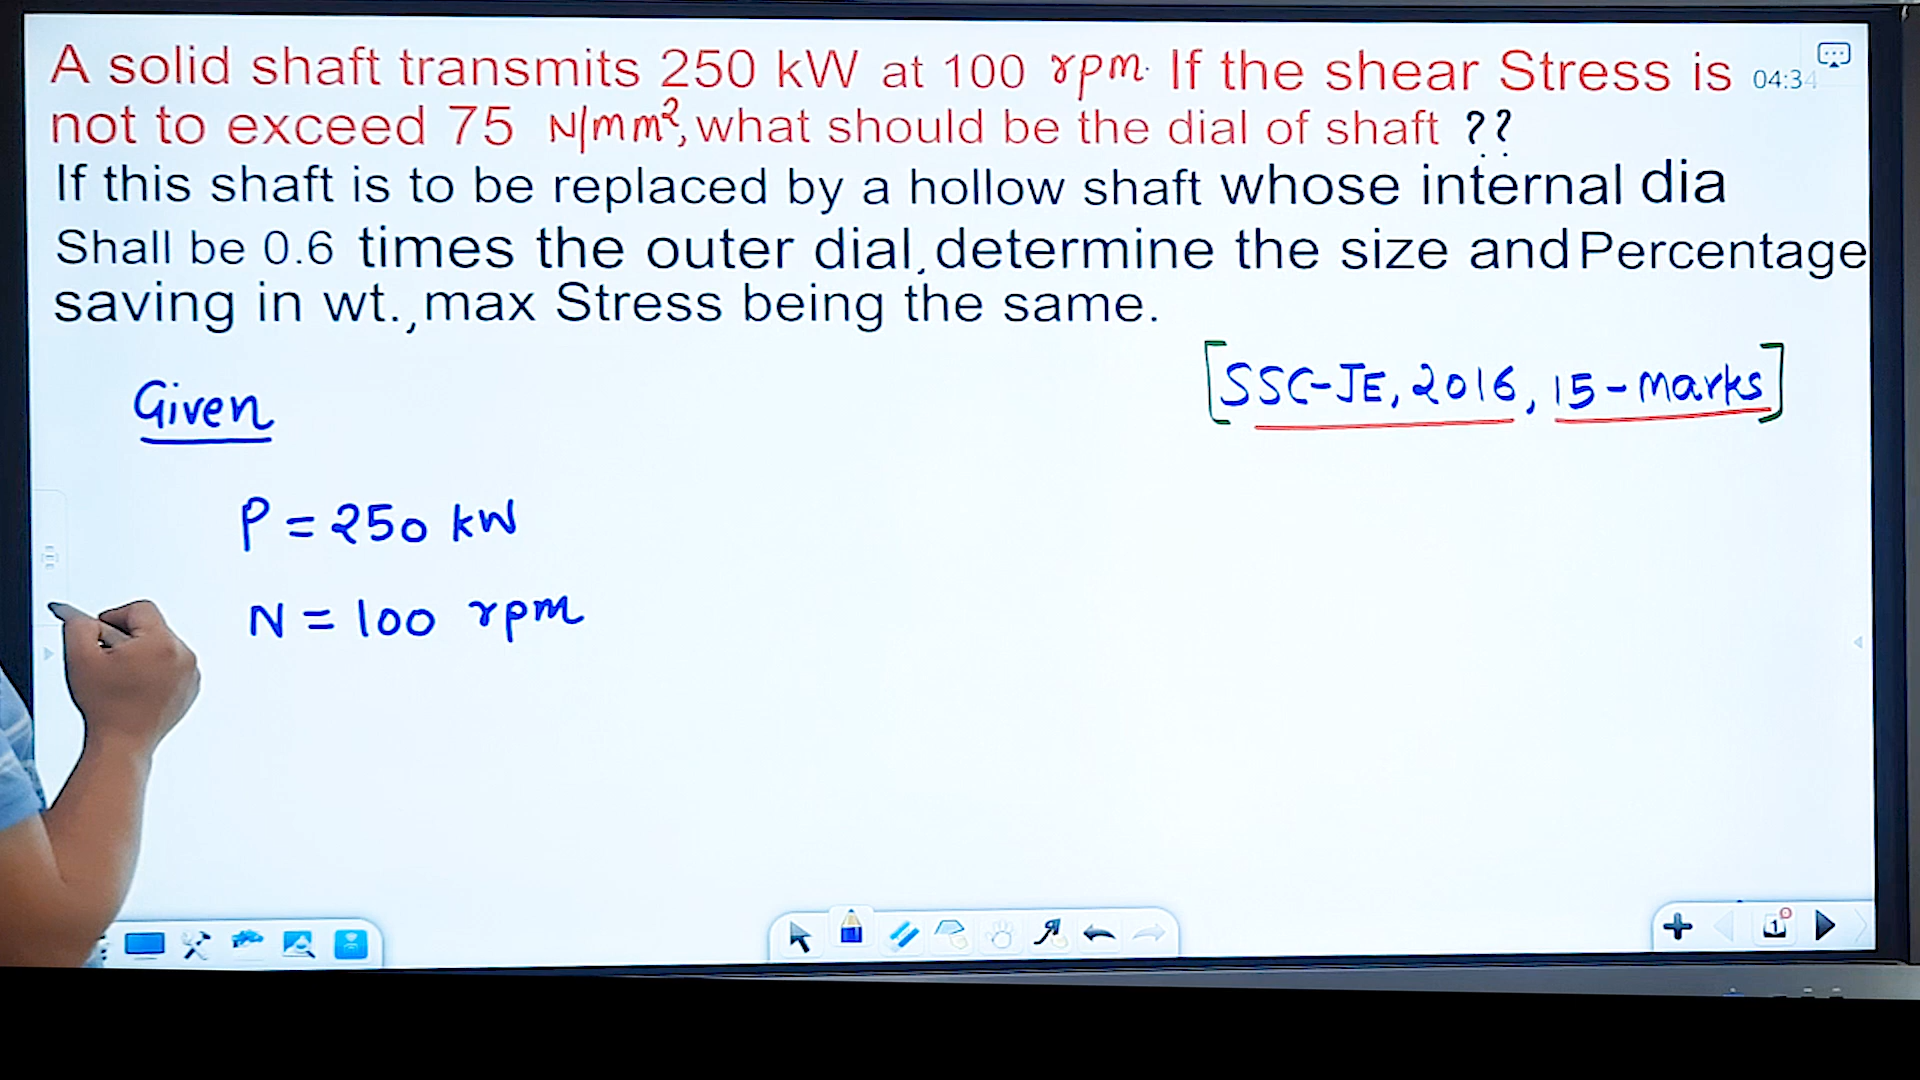 A solid shaft transmits 250 kW at 100 rpm. If the shear Stress is
04:34
not to exceed 75 N/mm², what should be the dial of shaft ??
If this shaft is to be replaced by a hollow shaft whose internal dia
Shall be 0.6 times the outer dial, determine the size and Percentage
saving in wt., max Stress being the same.
[SSC-JE, 2016, 15-marks]
Given
P = 250 kW
N = 100 rpm
1